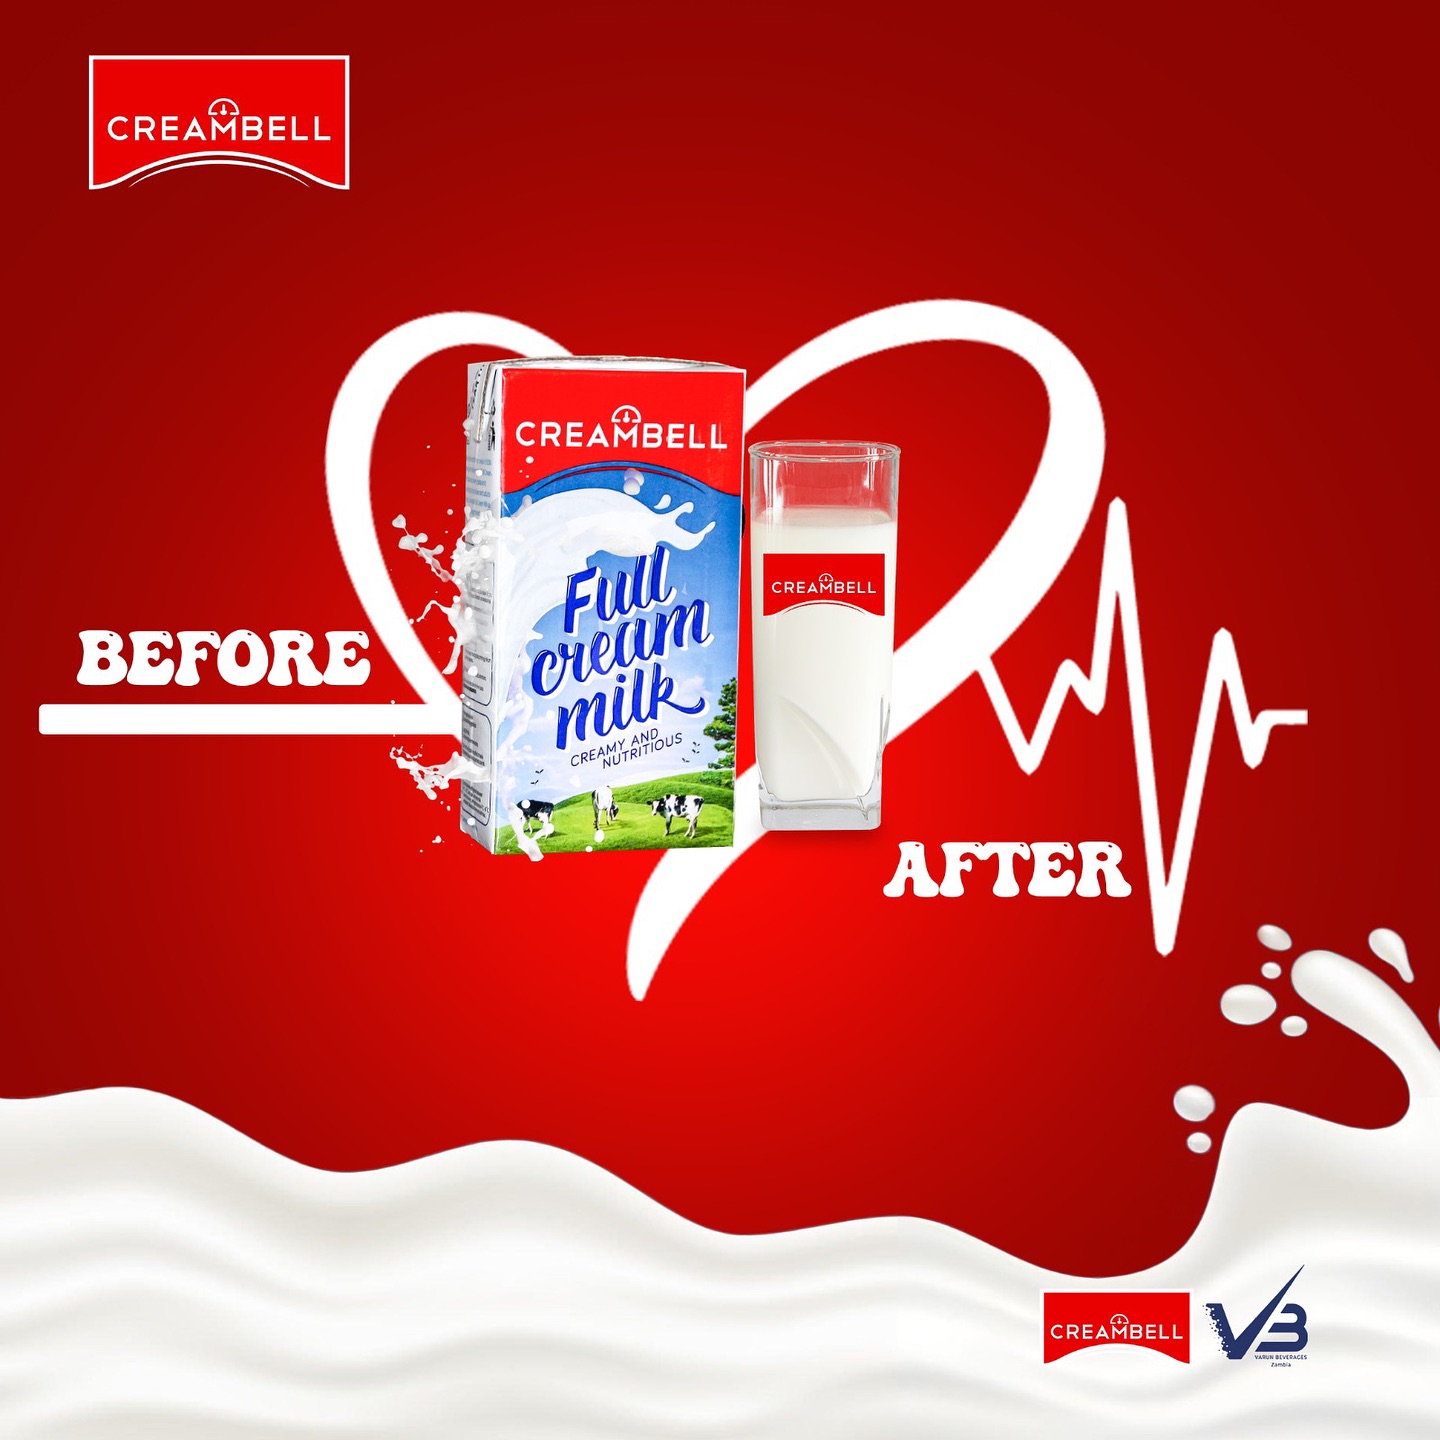 CREAMBELL
CREAMBELL
Full
cream
milk
CREAMY AND
NUTRITIOUS
CREAMBELL
BEFORE
AFTER
CREAMBELL
VB
VARUN BEVERAGES
Zambia